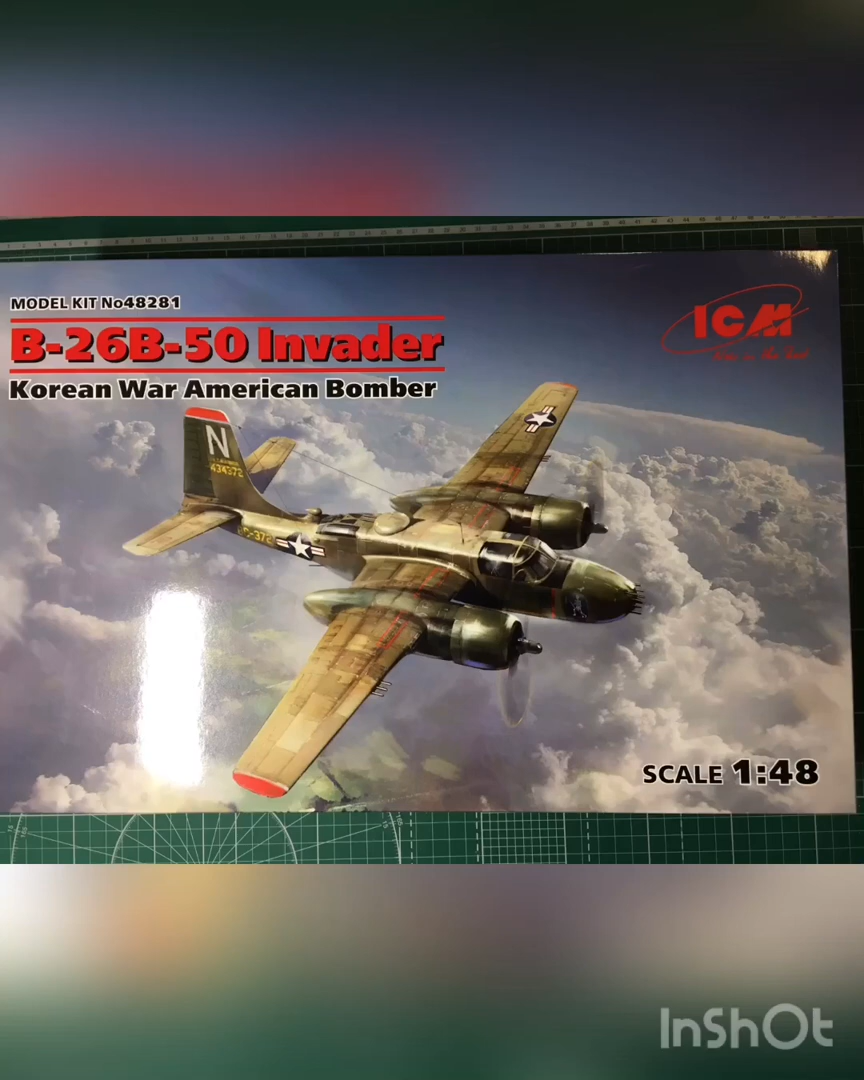 MODEL KIT No48281
B-26B-50 Invader
Korean War American Bomber
ICM
N
434372
SCALE 1:48
InShOt